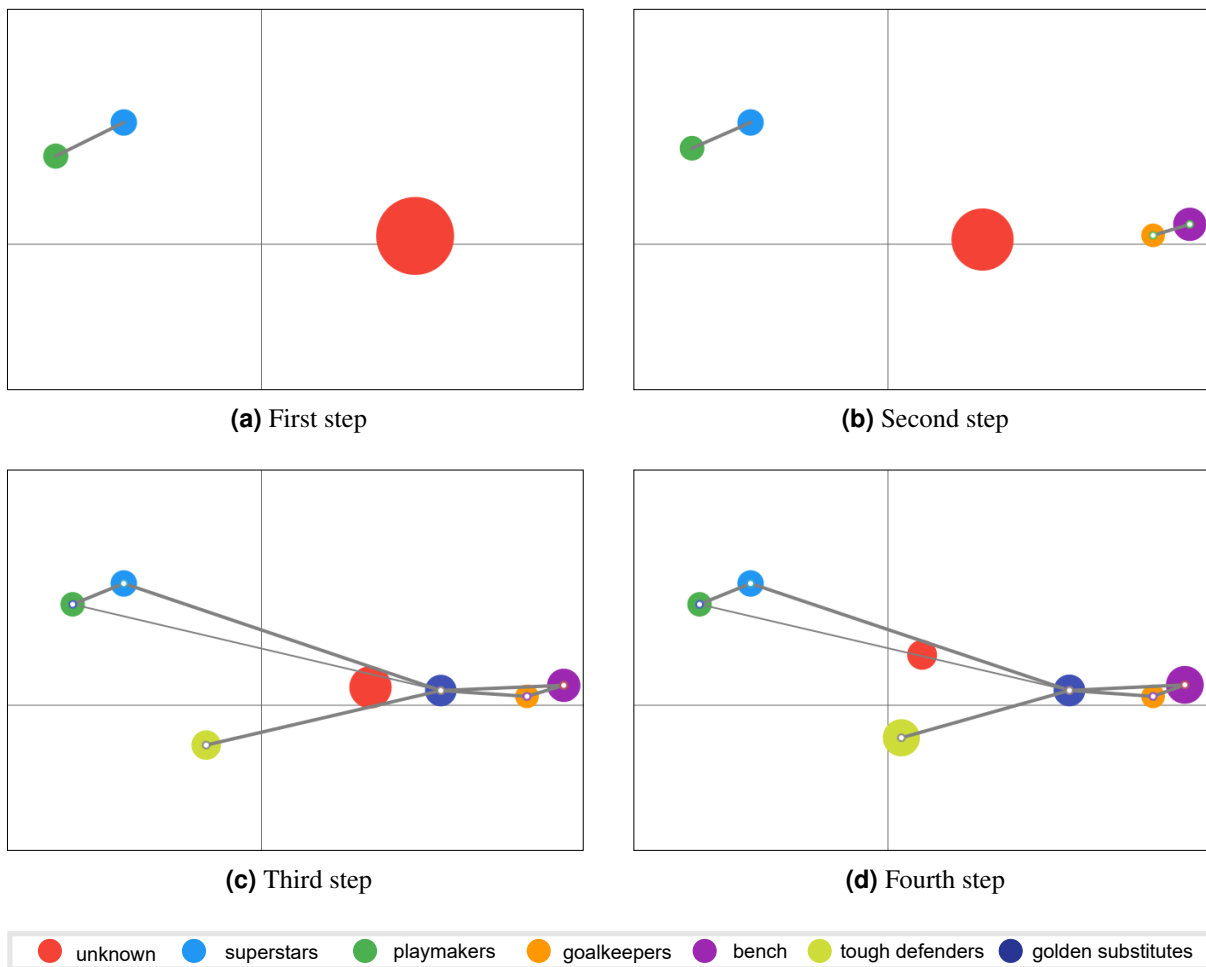 (a) First step
(b) Second step
(c) Third step
(d) Fourth step
unknown superstars playmakers goalkeepers bench tough defenders golden substitutes